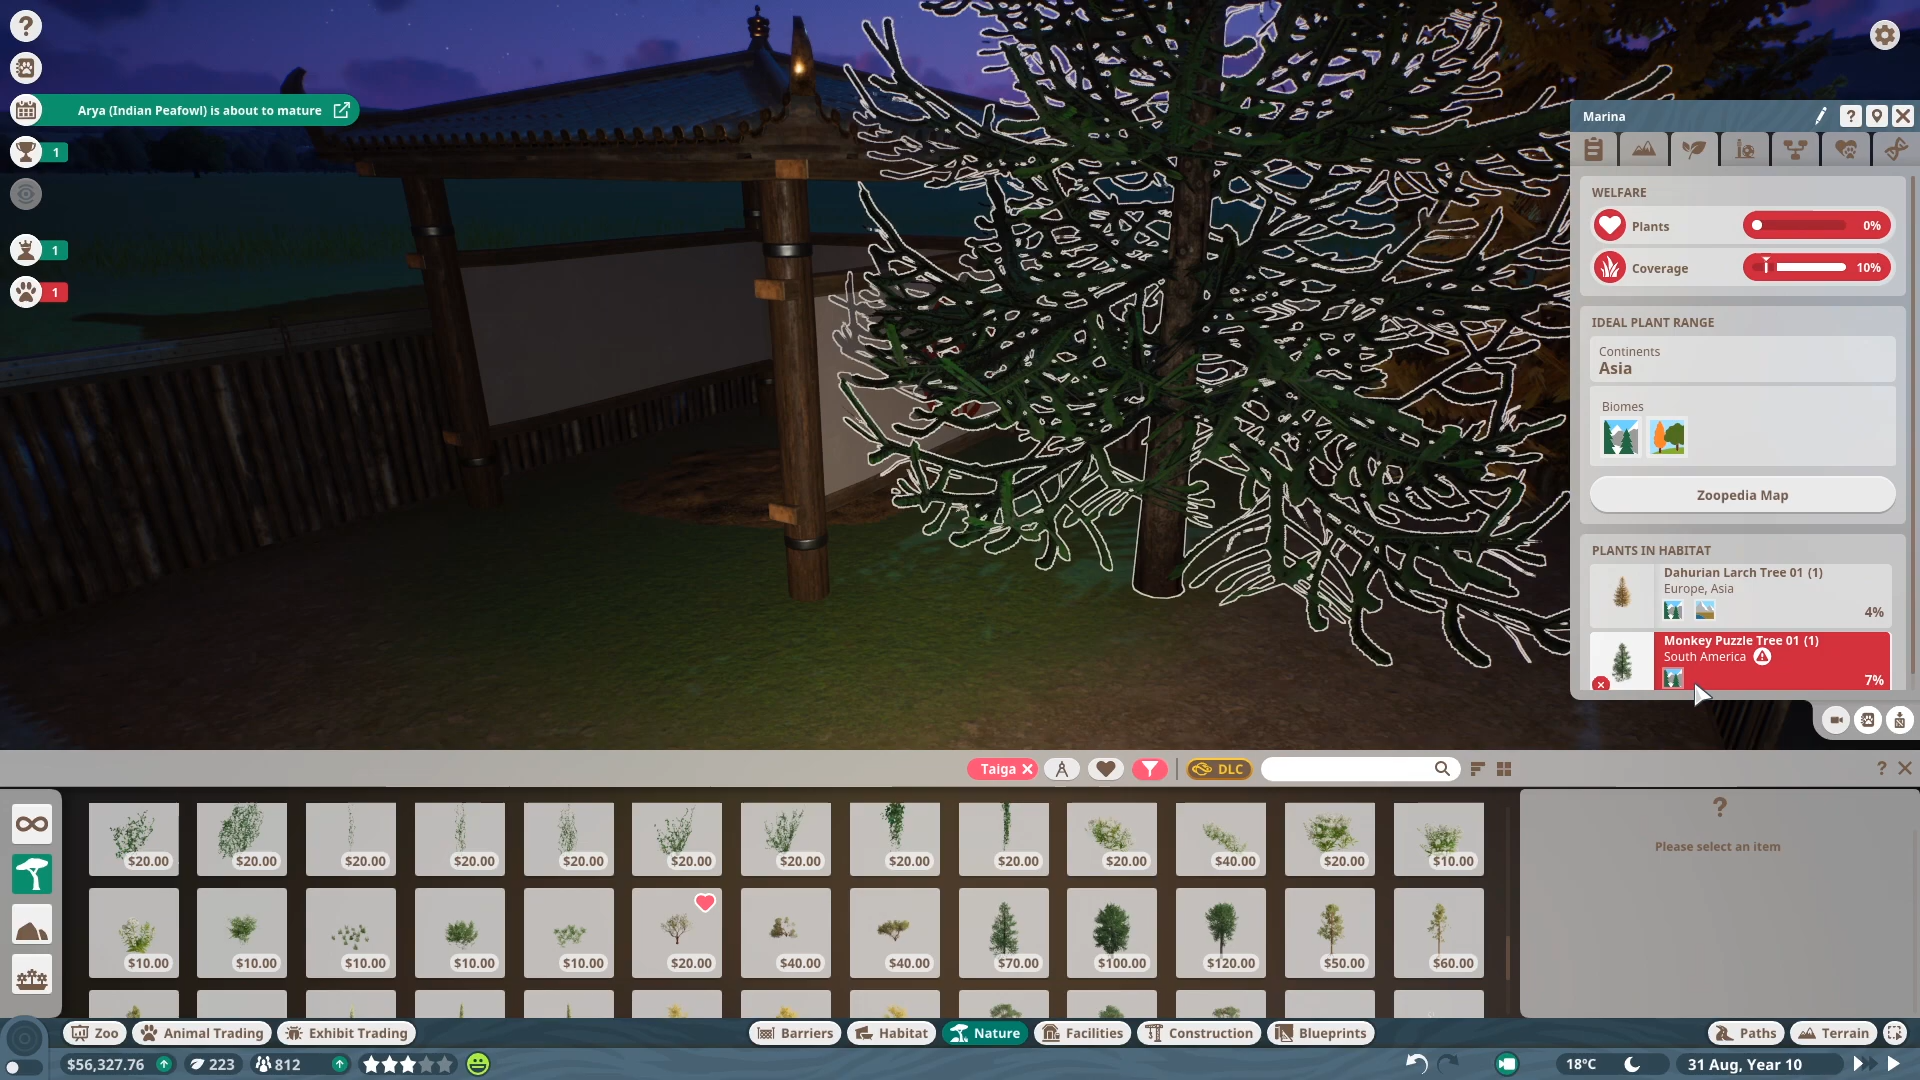 ?
Arya (Indian Peafowl) is about to mature
1
1
1
Marina
?
WELFARE
Plants
0%
Coverage
10%
IDEAL PLANT RANGE
Continents
Asia
Biomes
Zoopedia Map
PLANTS IN HABITAT
Dahurian Larch Tree 01 (1)
Europe, Asia
4%
Monkey Puzzle Tree 01 (1)
South America
7%
Taiga
DLC
?
$20.00
$20.00
$20.00
$20.00
$20.00
$20.00
$20.00
$20.00
$20.00
$20.00
$40.00
$20.00
$10.00
?
Please select an item
$10.00
$10.00
$10.00
$10.00
$10.00
$20.00
$40.00
$40.00
$70.00
$100.00
$120.00
$50.00
$60.00
Zoo
Animal Trading
Exhibit Trading
Barriers
Habitat
Nature
Facilities
Construction
Blueprints
Paths
Terrain
$56,327.76
223
812
18°C
31 Aug, Year 10